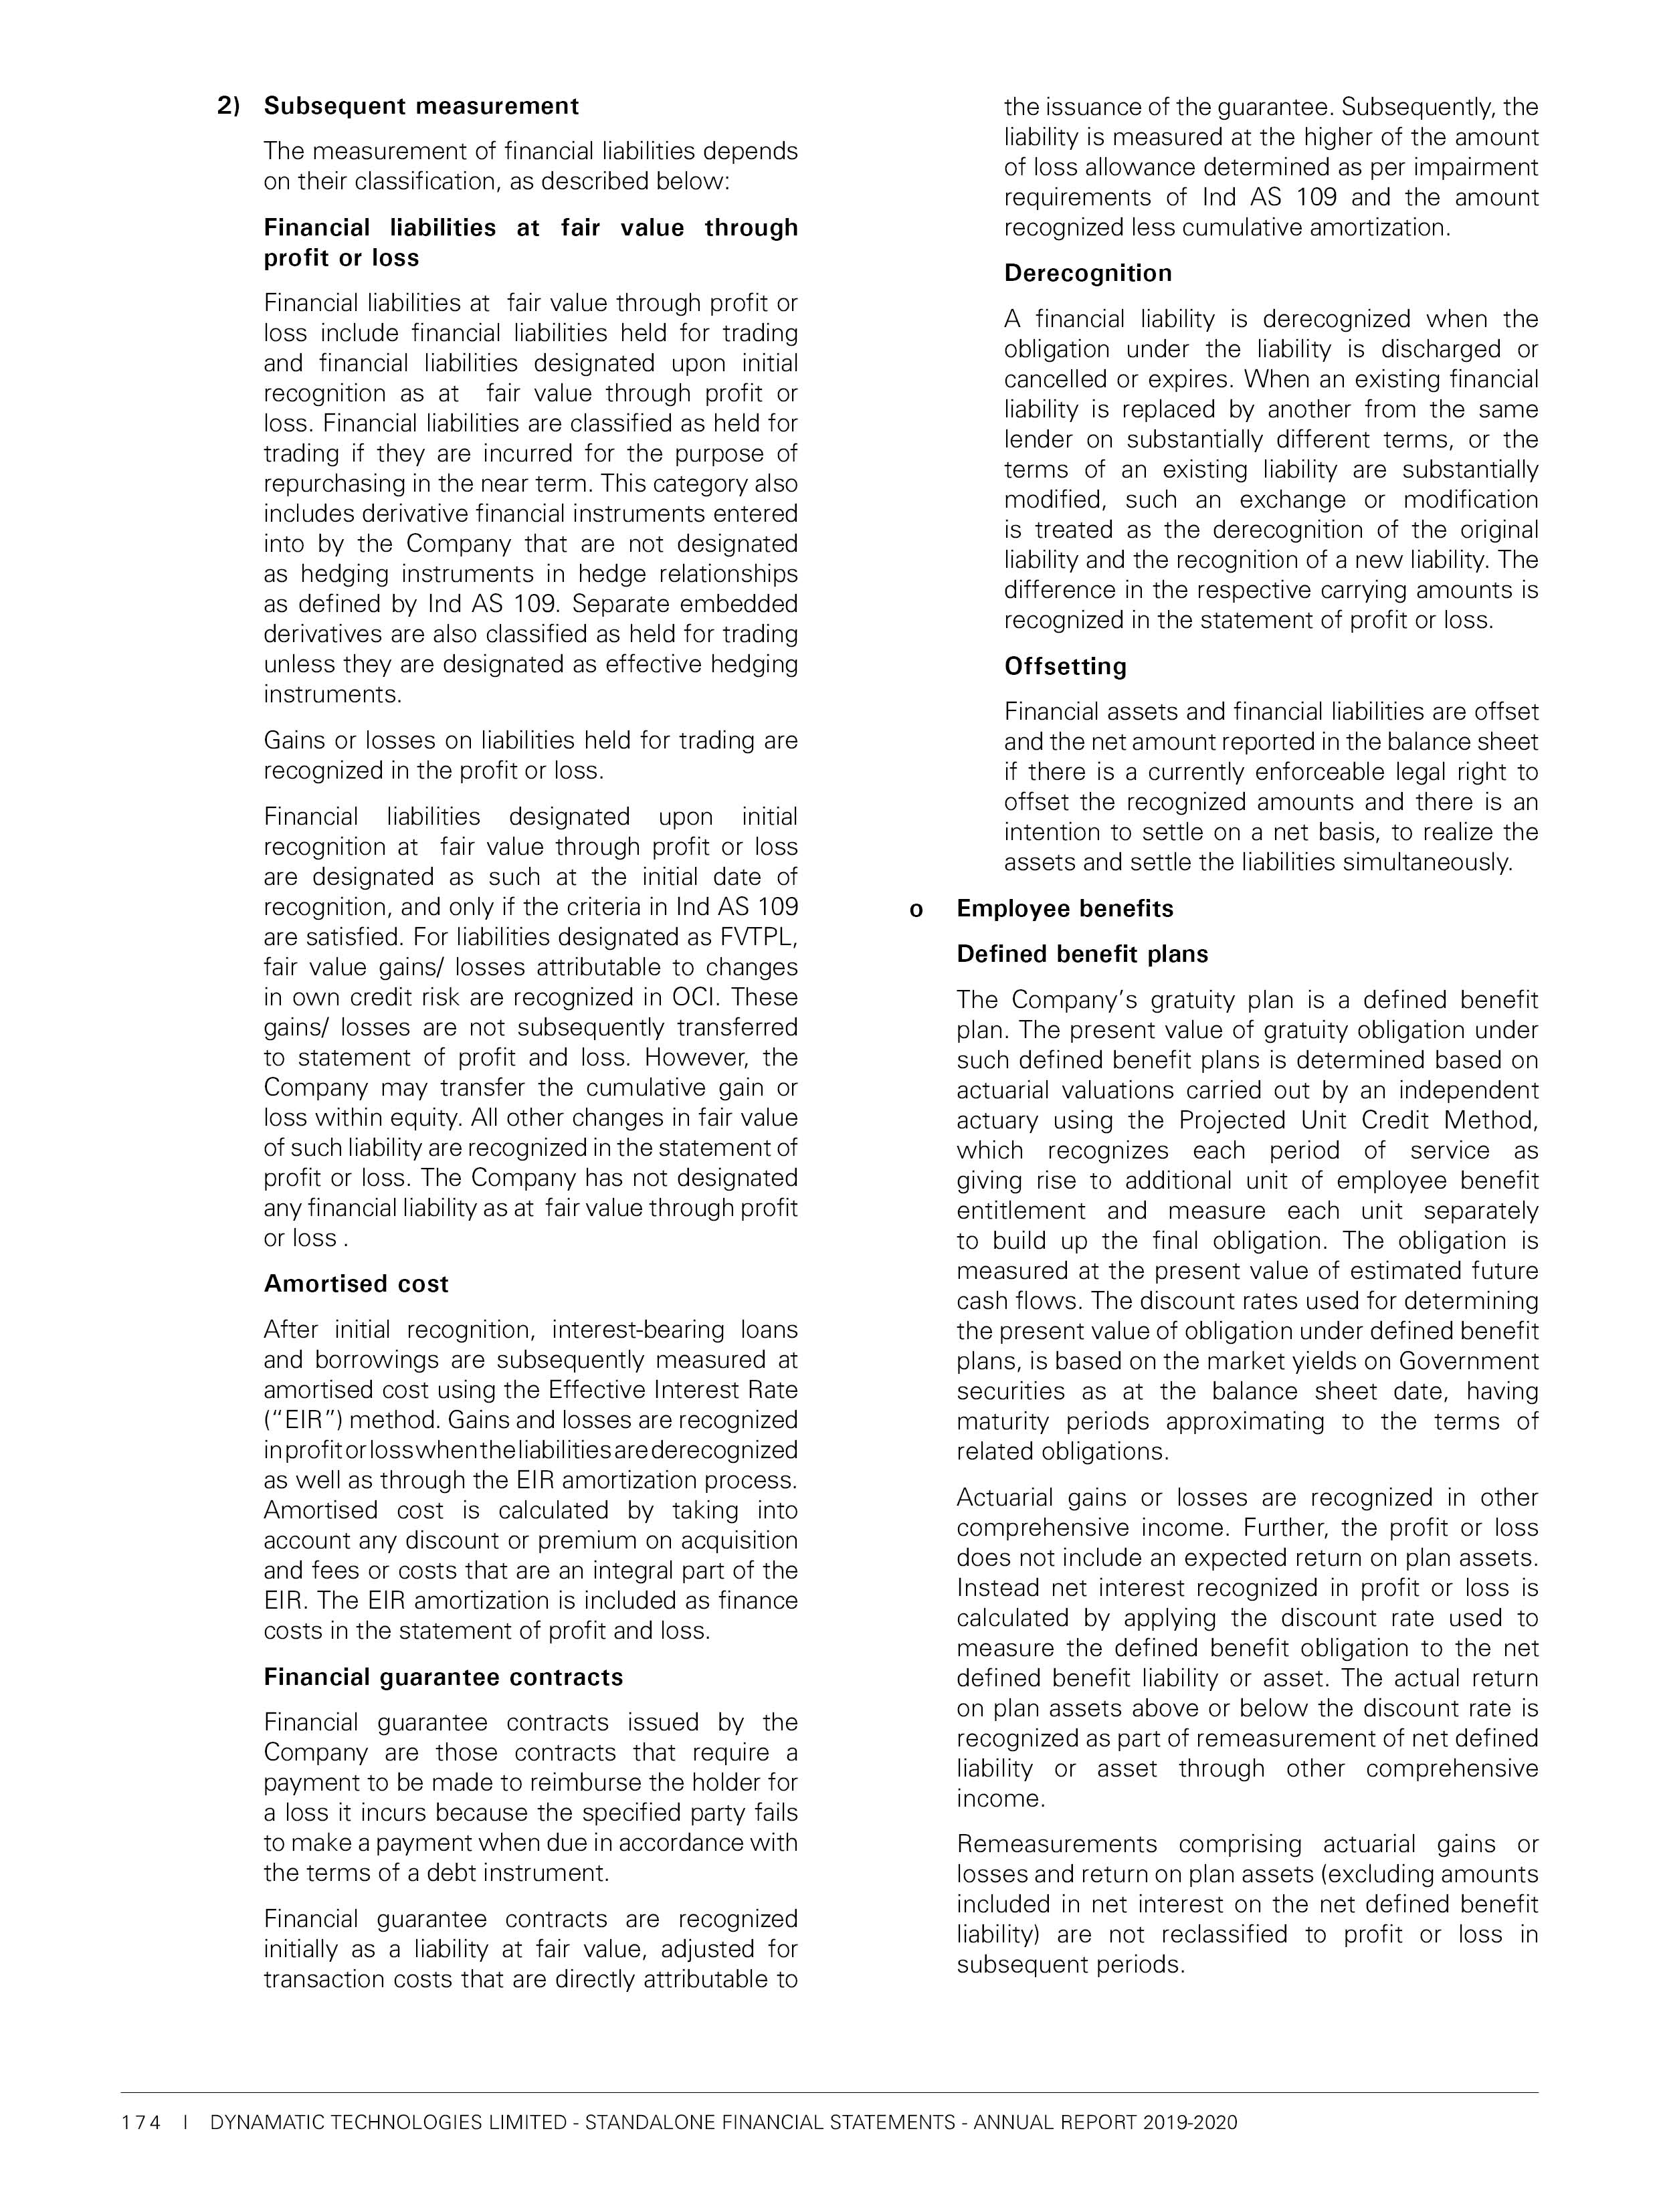 2) Subsequent measurement
The measurement of financial liabilities depends
on their classification, as described below:
Financial liabilities at fair value through
profit or loss
Financial liabilities at fair value through profit or
loss include financial liabilities held for trading
and financial liabilities designated upon initial
recognition as at fair value through profit or
loss. Financial liabilities are classified as held for
trading if they are incurred for the purpose of
repurchasing in the near term. This category also
includes derivative financial instruments entered
into by the Company that are not designated
as hedging instruments in hedge relationships
as defined by Ind AS 109. Separate embedded
derivatives are also classified as held for trading
unless they are designated as effective hedging
instruments.
Gains or losses on liabilities held for trading are
recognized in the profit or loss.
Financial liabilities designated upon initial
recognition at fair value through profit or loss
are designated as such at the initial date of
recognition, and only if the criteria in Ind AS 109
are satisfied. For liabilities designated as FVTPL,
fair value gains/ losses attributable to changes
in own credit risk are recognized in OCI. These
gains/ losses are not subsequently transferred
to statement of profit and loss. However, the
Company may transfer the cumulative gain or
loss within equity. All other changes in fair value
of such liability are recognized in the statement of
profit or loss. The Company has not designated
any financial liability as at fair value through profit
or loss .
Amortised cost
After initial recognition, interest-bearing loans
and borrowings are subsequently measured at
amortised cost using the Effective Interest Rate
(“EIR”) method. Gains and losses are recognized
in profit or loss when the liabilities are derecognized
as well as through the EIR amortization process.
Amortised cost is calculated by taking into
account any discount or premium on acquisition
and fees or costs that are an integral part of the
EIR. The EIR amortization is included as finance
costs in the statement of profit and loss.
Financial guarantee contracts
Financial guarantee contracts issued by the
Company are those contracts that require a
payment to be made to reimburse the holder for
a loss it incurs because the specified party fails
to make a payment when due in accordance with
the terms of a debt instrument.
Financial guarantee contracts are recognized
initially as a liability at fair value, adjusted for
transaction costs that are directly attributable to
the issuance of the guarantee. Subsequently, the
liability is measured at the higher of the amount
of loss allowance determined as per impairment
requirements of Ind AS 109 and the amount
recognized less cumulative amortization.
Derecognition
A financial liability is derecognized when the
obligation under the liability is discharged or
cancelled or expires. When an existing financial
liability is replaced by another from the same
lender on substantially different terms, or the
terms of an existing liability are substantially
modified, such an exchange or modification
is treated as the derecognition of the original
liability and the recognition of a new liability. The
difference in the respective carrying amounts is
recognized in the statement of profit or loss.
Offsetting
Financial assets and financial liabilities are offset
and the net amount reported in the balance sheet
if there is a currently enforceable legal right to
offset the recognized amounts and there is an
intention to settle on a net basis, to realize the
assets and settle the liabilities simultaneously.
o Employee benefits
Defined benefit plans
The Company’s gratuity plan is a defined benefit
plan. The present value of gratuity obligation under
such defined benefit plans is determined based on
actuarial valuations carried out by an independent
actuary using the Projected Unit Credit Method,
which recognizes each period of service as
giving rise to additional unit of employee benefit
entitlement and measure each unit separately
to build up the final obligation. The obligation is
measured at the present value of estimated future
cash flows. The discount rates used for determining
the present value of obligation under defined benefit
plans, is based on the market yields on Government
securities as at the balance sheet date, having
maturity periods approximating to the terms of
related obligations.
Actuarial gains or losses are recognized in other
comprehensive income. Further, the profit or loss
does not include an expected return on plan assets.
Instead net interest recognized in profit or loss is
calculated by applying the discount rate used to
measure the defined benefit obligation to the net
defined benefit liability or asset. The actual return
on plan assets above or below the discount rate is
recognized as part of remeasurement of net defined
liability or asset through other comprehensive
income.
Remeasurements comprising actuarial gains or
losses and return on plan assets (excluding amounts
included in net interest on the net defined benefit
liability) are not reclassified to profit or loss in
subsequent periods.
174 I DYNAMATIC TECHNOLOGIES LIMITED - STANDALONE FINANCIAL STATEMENTS - ANNUAL REPORT 2019-2020